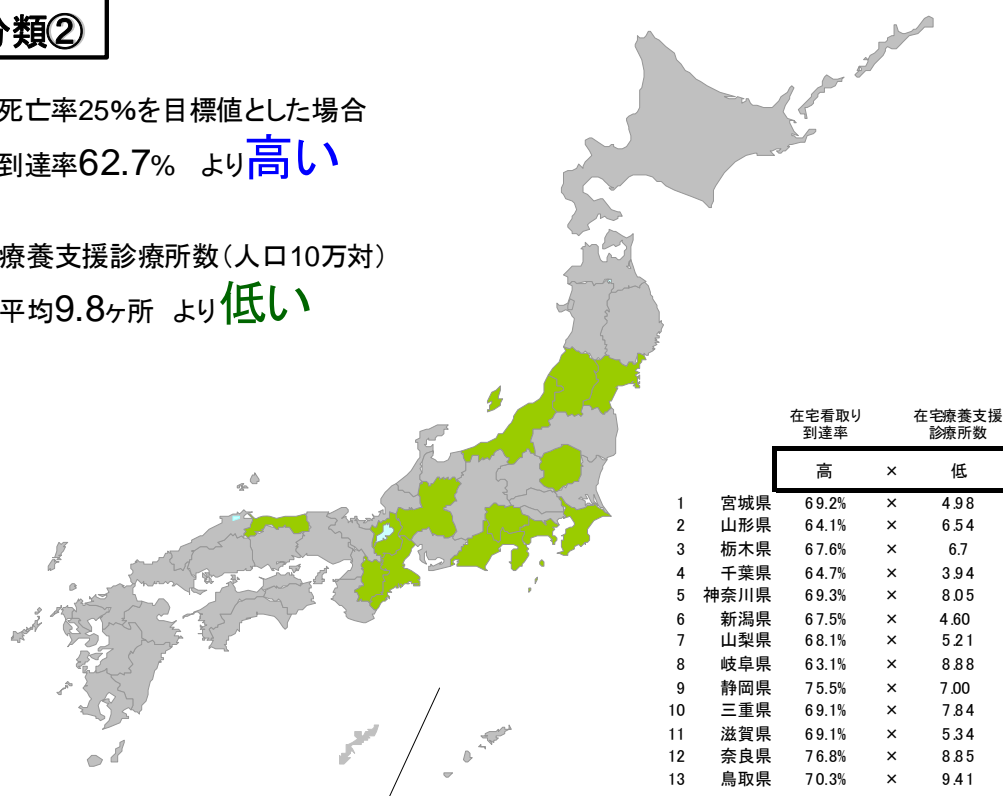 分類②
死亡率25%を目標値とした場合
到達率62.7% より高い
療養支援診療所数（人口10万対）
平均9.8ヶ所 より低い
在宅看取り 在宅療養支援
到達率 診療所数
高 × 低
1 宮城県 69.2% × 4.98
2 山形県 64.1% × 6.54
3 栃木県 67.6% × 6.7
4 千葉県 64.7% × 3.94
5 神奈川県 69.3% × 8.05
6 新潟県 67.5% × 4.60
7 山梨県 68.1% × 5.21
8 岐阜県 63.1% × 8.88
9 静岡県 75.5% × 7.00
10 三重県 69.1% × 7.84
11 滋賀県 69.1% × 5.34
12 奈良県 76.8% × 8.85
13 鳥取県 70.3% × 9.41